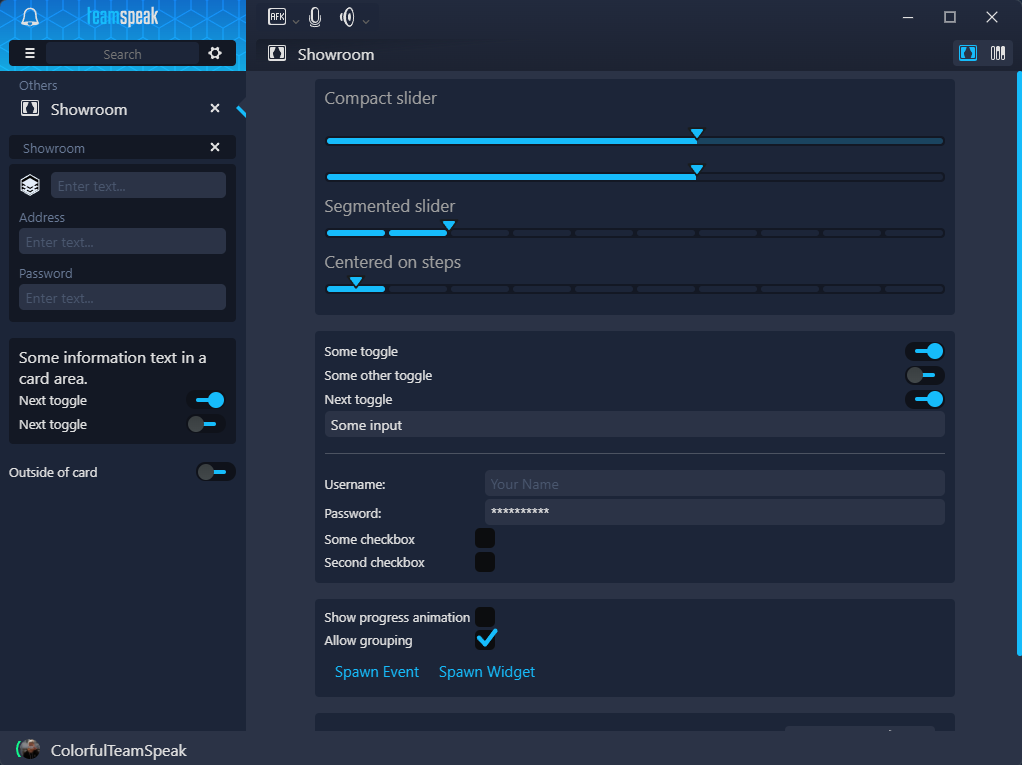 teamspeak
AFK
Search
Showroom
Others
Showroom
Showroom
Enter text...
Address
Enter text...
Password
Enter text...
Some information text in a
card area.
Next toggle
Next toggle
Outside of card
ColorfulTeamSpeak
Compact slider
Segmented slider
Centered on steps
Some toggle
Some other toggle
Next toggle
Some input
Username: Your Name
Password: **********
Some checkbox
Second checkbox
Show progress animation
Allow grouping
Spawn Event Spawn Widget